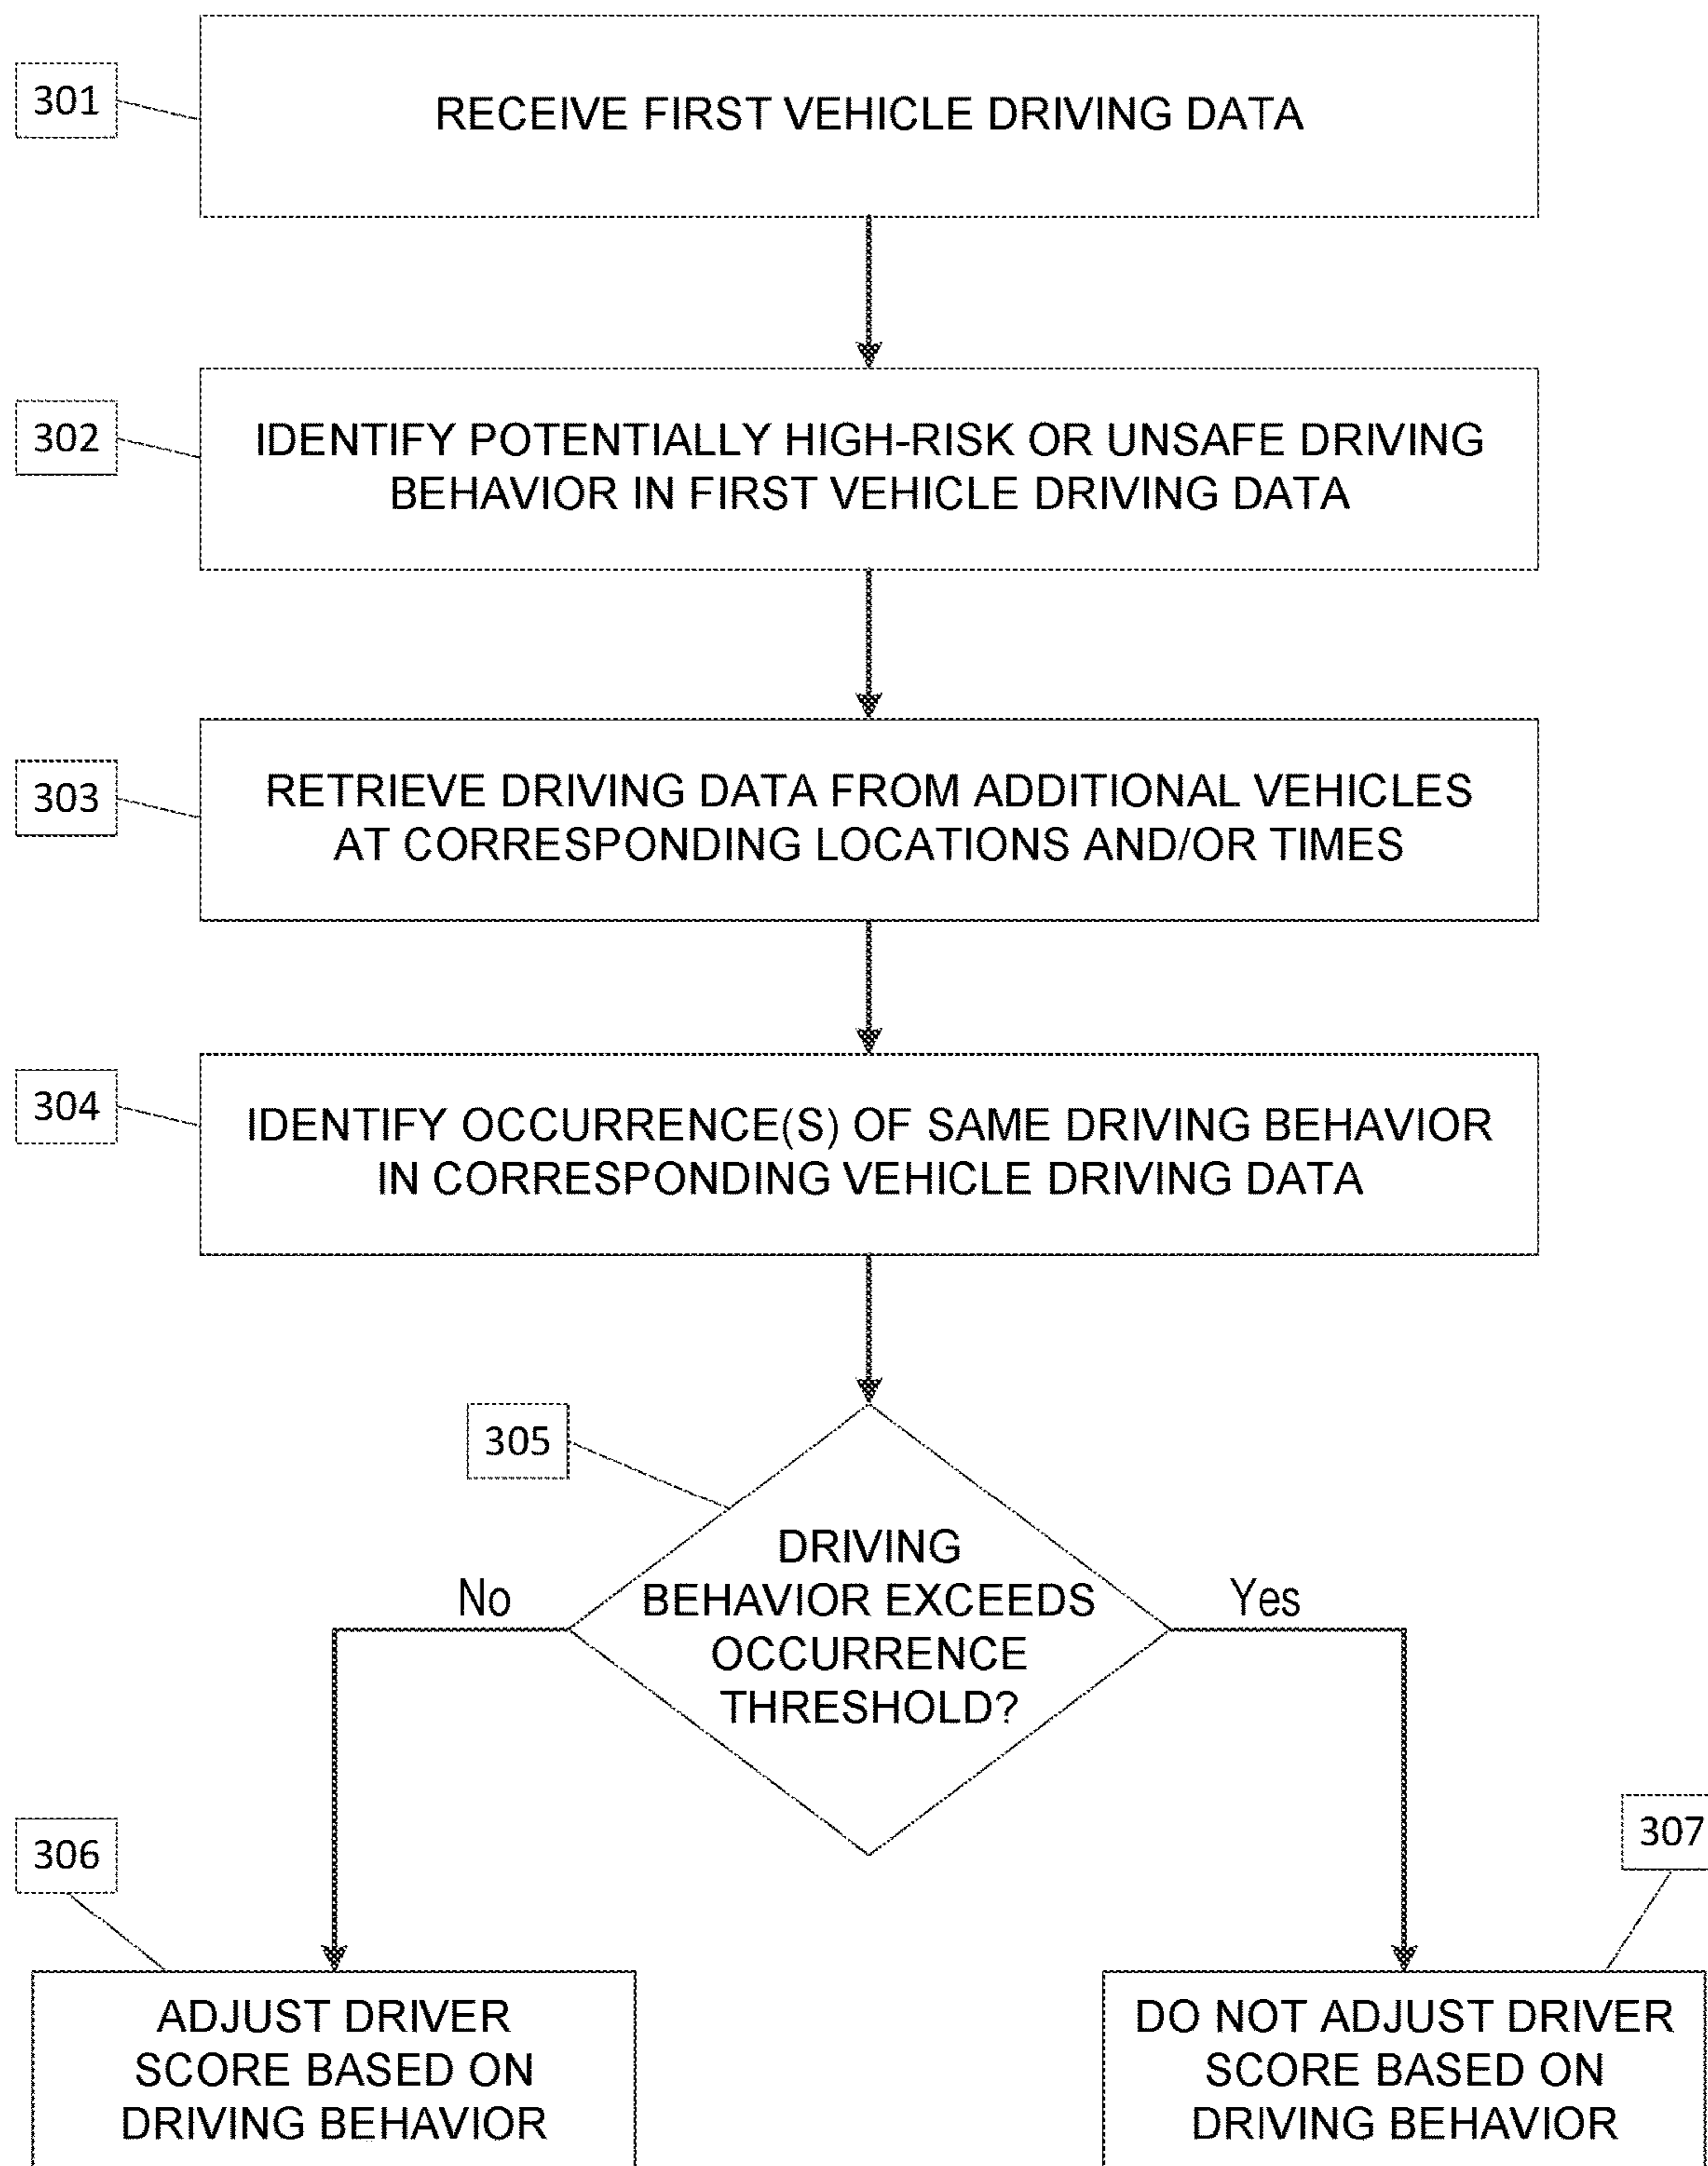 301
RECEIVE FIRST VEHICLE DRIVING DATA
302
IDENTIFY POTENTIALLY HIGH-RISK OR UNSAFE DRIVING
BEHAVIOR IN FIRST VEHICLE DRIVING DATA
303
RETRIEVE DRIVING DATA FROM ADDITIONAL VEHICLES
AT CORRESPONDING LOCATIONS AND/OR TIMES
304
IDENTIFY OCCURRENCE(S) OF SAME DRIVING BEHAVIOR
IN CORRESPONDING VEHICLE DRIVING DATA
305
DRIVING
BEHAVIOR EXCEEDS
OCCURRENCE
THRESHOLD?
No
Yes
306
ADJUST DRIVER
SCORE BASED ON
DRIVING BEHAVIOR
307
DO NOT ADJUST DRIVER
SCORE BASED ON
DRIVING BEHAVIOR